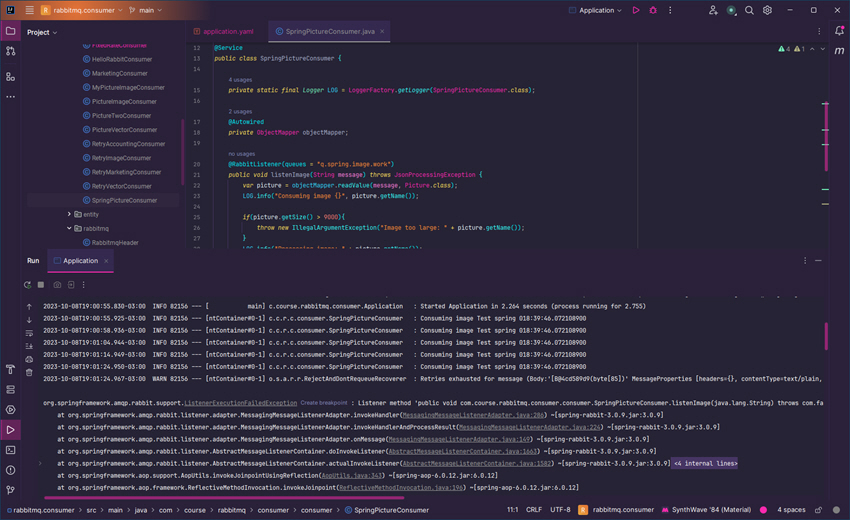 rabbitmq.consumer
main
Application
Project
application.yaml
SpringPictureConsumer.java
FixedRateConsumer
HelloRabbitConsumer
MarketingConsumer
MyPictureImageConsumer
PictureImageConsumer
PictureTwoConsumer
PictureVectorConsumer
RetryAccountingConsumer
RetryImageConsumer
RetryMarketingConsumer
RetryVectorConsumer
SpringPictureConsumer
entity
rabbitmq
RabbitmqHeader
4
1
12 @Service
13 public class SpringPictureConsumer {
14
4 usages
15 private static final Logger LOG = LoggerFactory.getLogger(SpringPictureConsumer.class);
16
2 usages
17 @Autowired
18 private ObjectMapper objectMapper;
19
no usages
20 @RabbitListener(queues = "q.spring.image.work")
21 public void listenImage(String message) throws JsonProcessingException {
22 var picture = objectMapper.readValue(message, Picture.class);
23 LOG.info("Consuming image {}", picture.getName());
24
25 if(picture.getSize() > 9000){
26 throw new IllegalArgumentException("Image too large: " + picture.getName());
27 }
Run
Application
2023-10-08T19:00:55.830-03:00 INFO 82156 --- [ main] c.course.rabbitmq.consumer.Application : Started Application in 2.264 seconds (process running for 2.755)
2023-10-08T19:00:55.925-03:00 INFO 82156 --- [ntContainer#0-1] c.c.r.c.consumer.SpringPictureConsumer : Consuming image Test spring 018:39:46.072108900
2023-10-08T19:00:58.936-03:00 INFO 82156 --- [ntContainer#0-1] c.c.r.c.consumer.SpringPictureConsumer : Consuming image Test spring 018:39:46.072108900
2023-10-08T19:01:04.944-03:00 INFO 82156 --- [ntContainer#0-1] c.c.r.c.consumer.SpringPictureConsumer : Consuming image Test spring 018:39:46.072108900
2023-10-08T19:01:14.949-03:00 INFO 82156 --- [ntContainer#0-1] c.c.r.c.consumer.SpringPictureConsumer : Consuming image Test spring 018:39:46.072108900
2023-10-08T19:01:24.950-03:00 INFO 82156 --- [ntContainer#0-1] c.c.r.c.consumer.SpringPictureConsumer : Consuming image Test spring 018:39:46.072108900
2023-10-08T19:01:24.967-03:00 WARN 82156 --- [ntContainer#0-1] o.s.a.r.r.RejectAndDontRequeueRecoverer : Retries exhausted for message (Body:'[B@4cd589d9(byte[85])' MessageProperties [headers={}, contentType=text/plain,
org.springframework.amqp.rabbit.support.ListenerExecutionFailedException Create breakpoint : Listener method 'public void com.course.rabbitmq.consumer.consumer.SpringPictureConsumer.listenImage(java.lang.String) throws com.fa
at org.springframework.amqp.rabbit.listener.adapter.MessagingMessageListenerAdapter.invokeHandler(MessagingMessageListenerAdapter.java:286) ~[spring-rabbit-3.0.9.jar:3.0.9]
at org.springframework.amqp.rabbit.listener.adapter.MessagingMessageListenerAdapter.invokeHandlerAndProcessResult(MessagingMessageListenerAdapter.java:224) ~[spring-rabbit-3.0.9.jar:3.0.9]
at org.springframework.amqp.rabbit.listener.adapter.MessagingMessageListenerAdapter.onMessage(MessagingMessageListenerAdapter.java:149) ~[spring-rabbit-3.0.9.jar:3.0.9]
at org.springframework.amqp.rabbit.listener.AbstractMessageListenerContainer.doInvokeListener(AbstractMessageListenerContainer.java:1663) ~[spring-rabbit-3.0.9.jar:3.0.9]
at org.springframework.amqp.rabbit.listener.AbstractMessageListenerContainer.actualInvokeListener(AbstractMessageListenerContainer.java:1582) ~[spring-rabbit-3.0.9.jar:3.0.9] <4 internal lines>
at org.springframework.aop.support.AopUtils.invokeJoinpointUsingReflection(AopUtils.java:343) ~[spring-aop-6.0.12.jar:6.0.12]
at org.springframework.aop.framework.ReflectiveMethodInvocation.invokeJoinpoint(ReflectiveMethodInvocation.java:196) ~[spring-aop-6.0.12.jar:6.0.12]
rabbitmq.consumer > src > main > java > com > course > rabbitmq > consumer > consumer > SpringPictureConsumer
11:1 CRLF UTF-8 rabbitmq.consumer SynthWave '84 (Material) 4 spaces